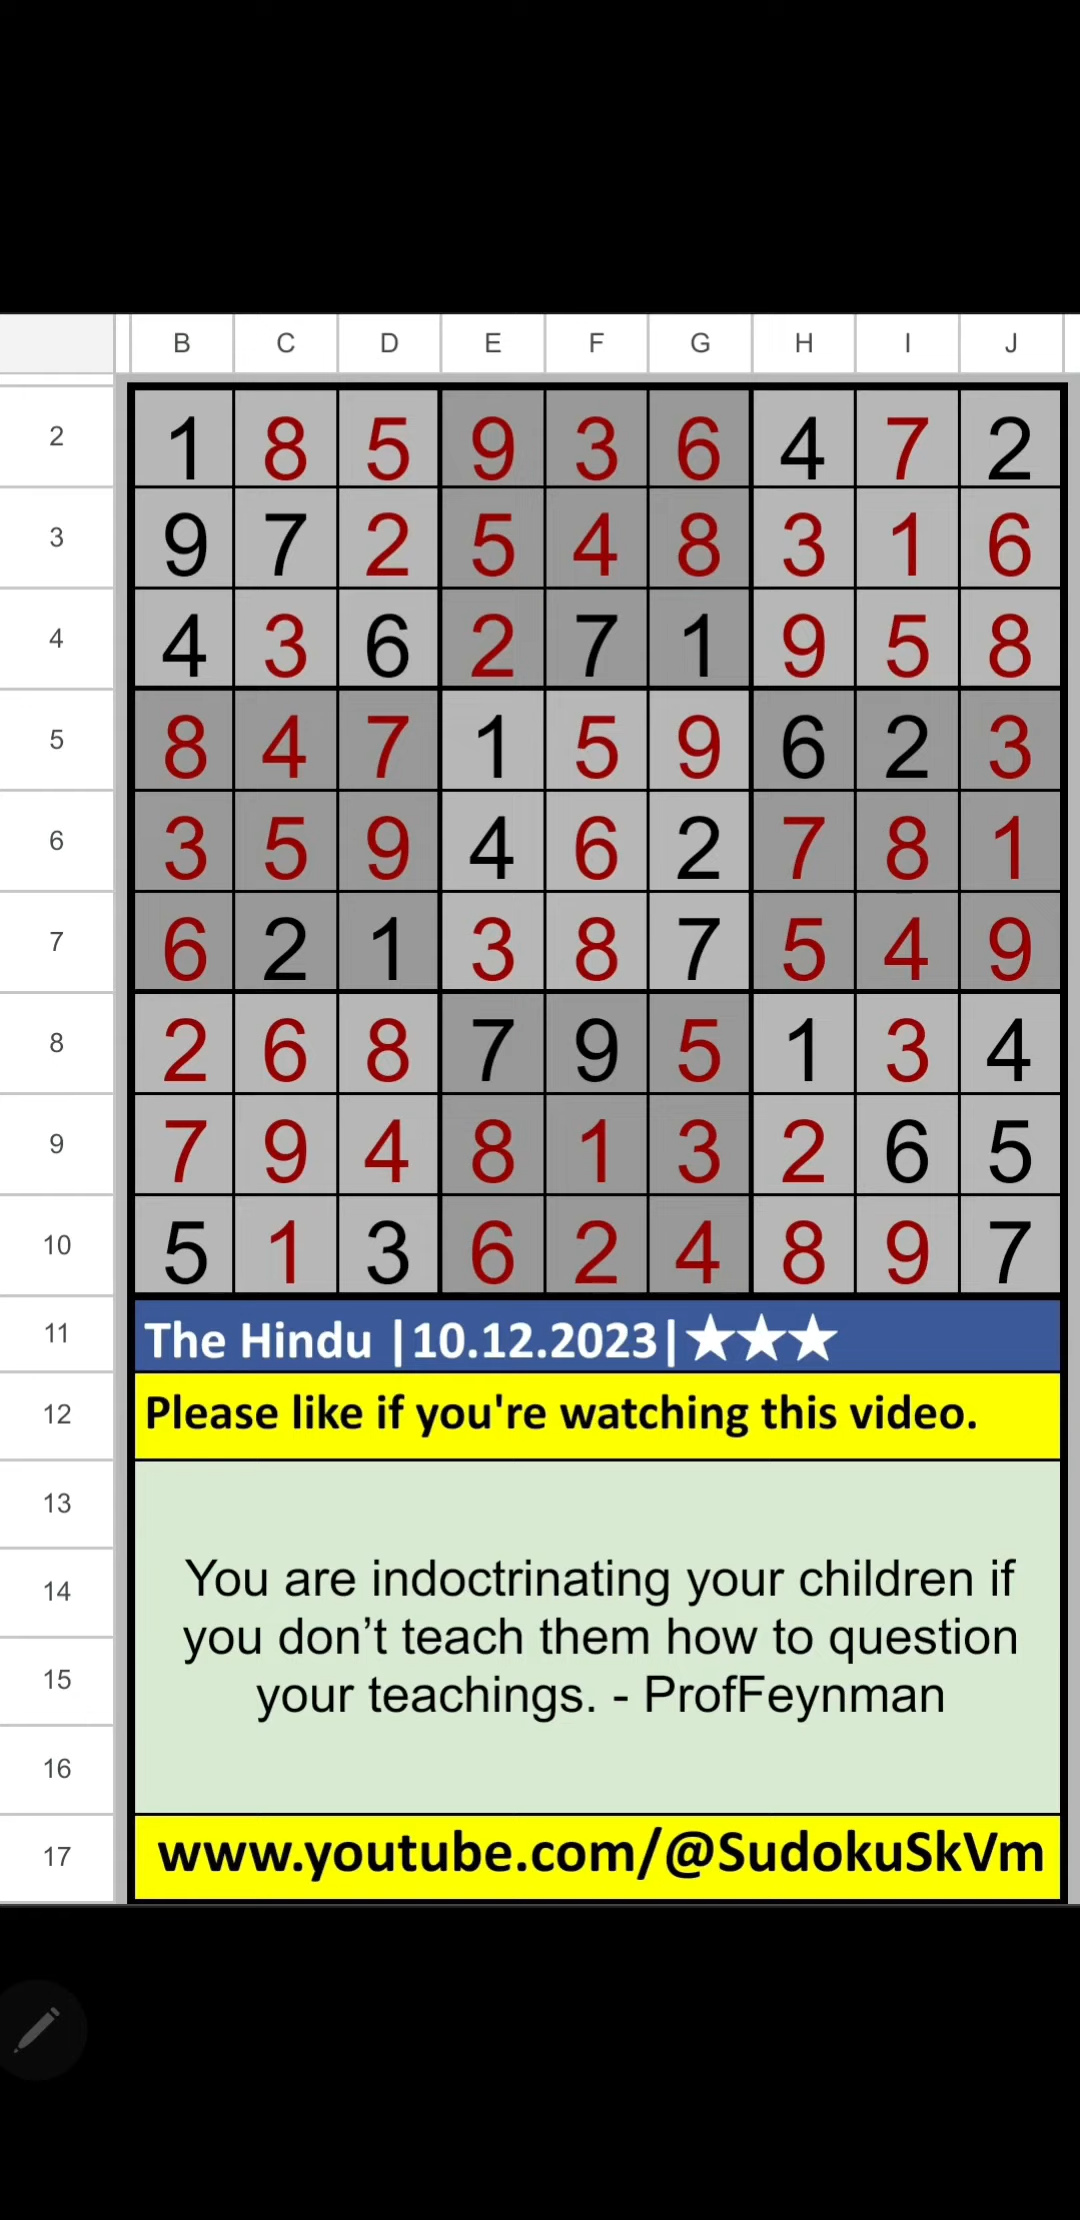 B C D E F G H I J
2 1 8 5 9 3 6 4 7 2
3 9 7 2 5 4 8 3 1 6
4 4 3 6 2 7 1 9 5 8
5 8 4 7 1 5 9 6 2 3
6 3 5 9 4 6 2 7 8 1
7 6 2 1 3 8 7 5 4 9
8 2 6 8 7 9 5 1 3 4
9 7 9 4 8 1 3 2 6 5
10 5 1 3 6 2 4 8 9 7
11 The Hindu |10.12.2023|★★★
12 Please like if you're watching this video.
13
14 You are indoctrinating your children if
you don’t teach them how to question
15 your teachings. - ProfFeynman
16
17 www.youtube.com/@SudokuSkVm